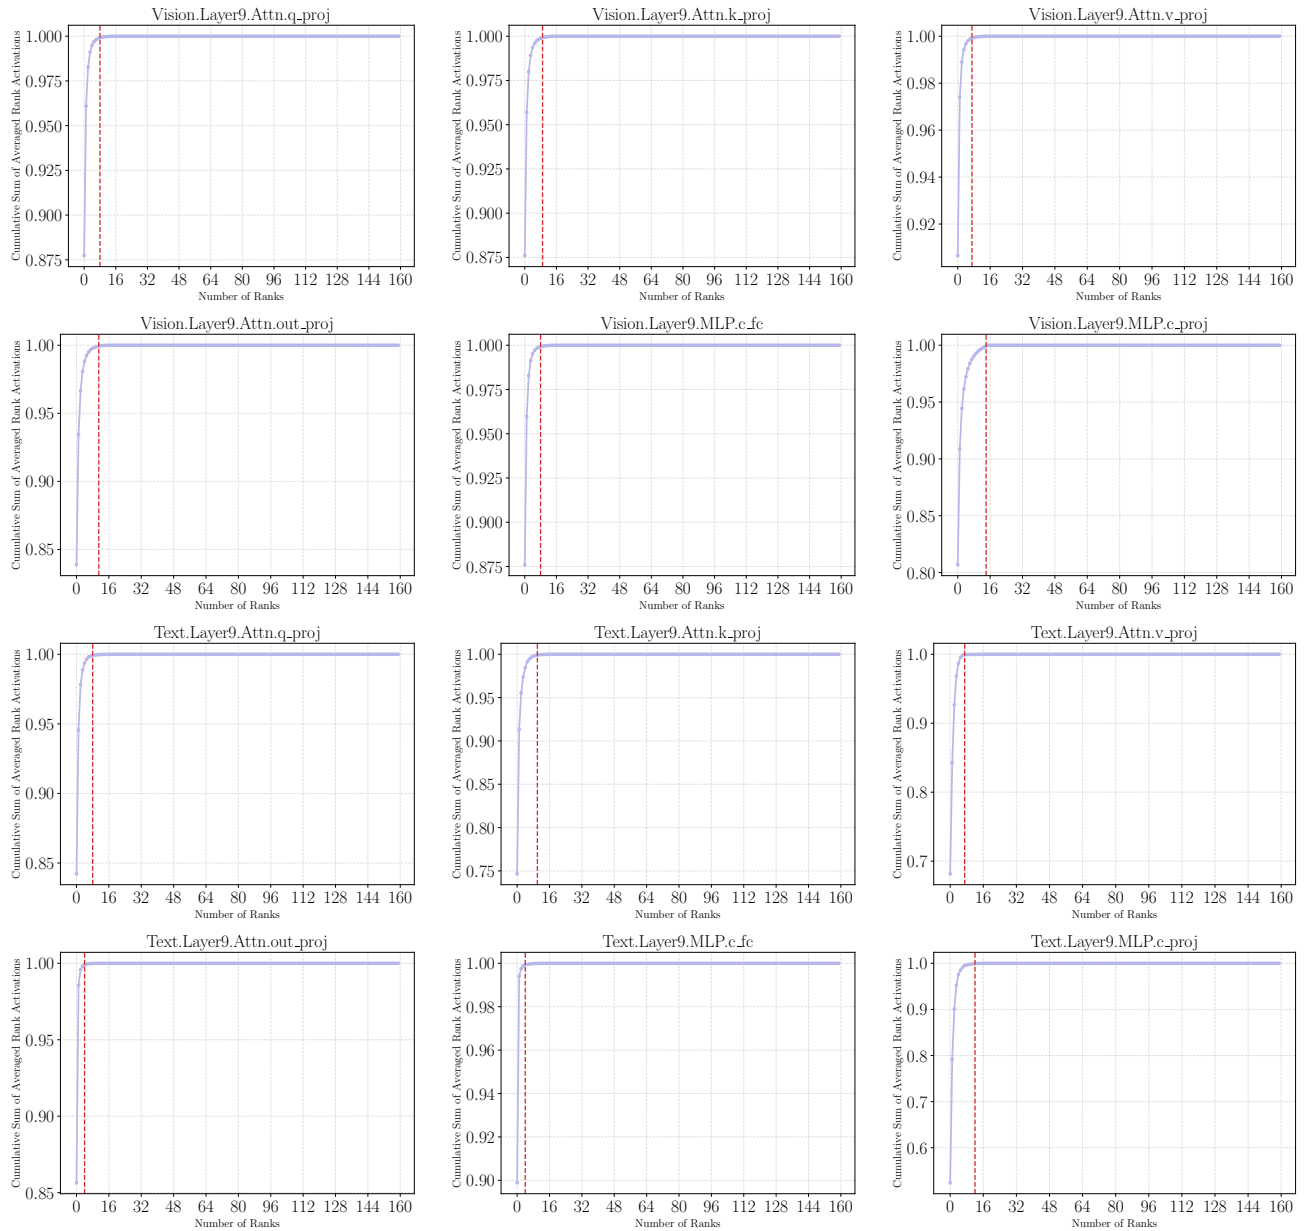 Vision.Layer9.Attn.q_proj
Cumulative Sum of Averaged Rank Activations
1.000
0.975
0.950
0.925
0.900
0.875
0 16 32 48 64 80 96 112 128 144 160
Number of Ranks
Vision.Layer9.Attn.k_proj
Cumulative Sum of Averaged Rank Activations
1.000
0.975
0.950
0.925
0.900
0.875
0 16 32 48 64 80 96 112 128 144 160
Number of Ranks
Vision.Layer9.Attn.v_proj
Cumulative Sum of Averaged Rank Activations
1.00
0.98
0.96
0.94
0.92
0 16 32 48 64 80 96 112 128 144 160
Number of Ranks
Vision.Layer9.Attn.out_proj
Cumulative Sum of Averaged Rank Activations
1.00
0.95
0.90
0.85
0 16 32 48 64 80 96 112 128 144 160
Number of Ranks
Vision.Layer9.MLP.c_fc
Cumulative Sum of Averaged Rank Activations
1.000
0.975
0.950
0.925
0.900
0.875
0 16 32 48 64 80 96 112 128 144 160
Number of Ranks
Vision.Layer9.MLP.c_proj
Cumulative Sum of Averaged Rank Activations
1.00
0.95
0.90
0.85
0.80
0 16 32 48 64 80 96 112 128 144 160
Number of Ranks
Text.Layer9.Attn.q_proj
Cumulative Sum of Averaged Rank Activations
1.00
0.95
0.90
0.85
0 16 32 48 64 80 96 112 128 144 160
Number of Ranks
Text.Layer9.Attn.k_proj
Cumulative Sum of Averaged Rank Activations
1.00
0.95
0.90
0.85
0.80
0.75
0 16 32 48 64 80 96 112 128 144 160
Number of Ranks
Text.Layer9.Attn.v_proj
Cumulative Sum of Averaged Rank Activations
1.0
0.9
0.8
0.7
0 16 32 48 64 80 96 112 128 144 160
Number of Ranks
Text.Layer9.Attn.out_proj
Cumulative Sum of Averaged Rank Activations
1.00
0.95
0.90
0.85
0 16 32 48 64 80 96 112 128 144 160
Number of Ranks
Text.Layer9.MLP.c_fc
Cumulative Sum of Averaged Rank Activations
1.00
0.98
0.96
0.94
0.92
0.90
0 16 32 48 64 80 96 112 128 144 160
Number of Ranks
Text.Layer9.MLP.c_proj
Cumulative Sum of Averaged Rank Activations
1.0
0.9
0.8
0.7
0.6
0 16 32 48 64 80 96 112 128 144 160
Number of Ranks